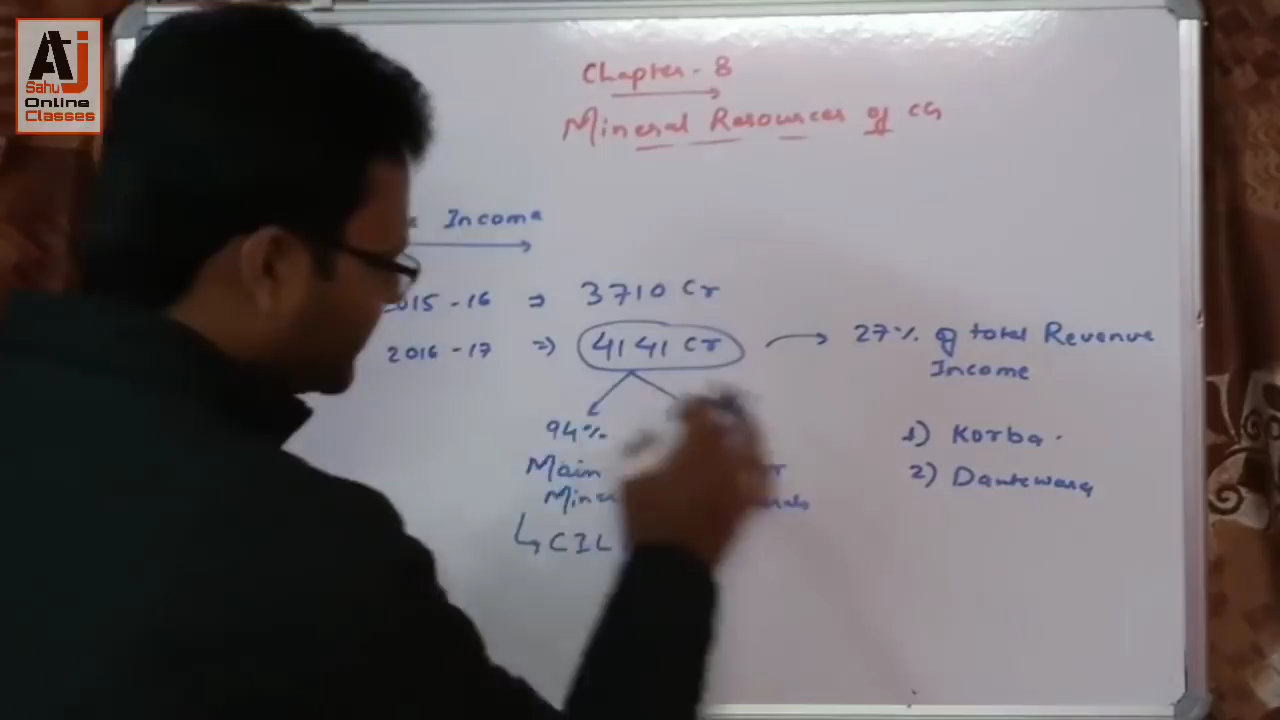 AJ
Sahu
Online
Classes
Chapter - 8
Mineral Resources of CG
Income
2015 - 16 => 3710 Cr
2016 - 17 => 4141 Cr → 27% of total Revenue
Income
94%
1) Korba
Main
2) Dantewara
CIL